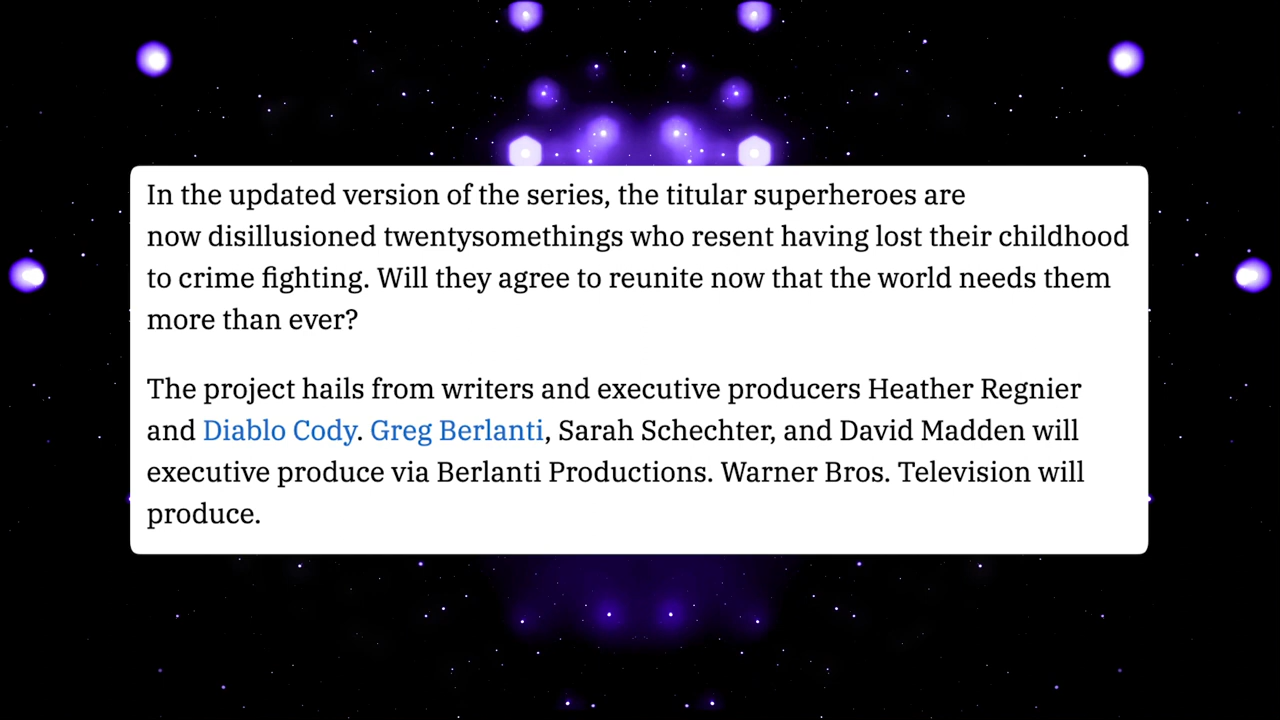 In the updated version of the series, the titular superheroes are
now disillusioned twentysomethings who resent having lost their childhood
to crime fighting. Will they agree to reunite now that the world needs them
more than ever?
The project hails from writers and executive producers Heather Regnier
and Diablo Cody. Greg Berlanti, Sarah Schechter, and David Madden will
executive produce via Berlanti Productions. Warner Bros. Television will
produce.